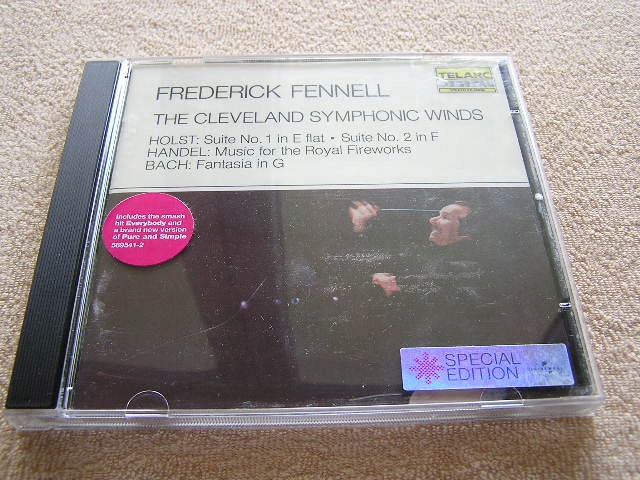 FREDERICK FENNELL
TELARC
THE CLEVELAND SYMPHONIC WINDS
HOLST: Suite No. 1 in E flat • Suite No. 2 in F
HANDEL: Music for the Royal Fireworks
BACH: Fantasia in G
Includes the smash
hit Everybody and
a brand new version
of Pure and Simple
589541-2
SPECIAL
EDITION